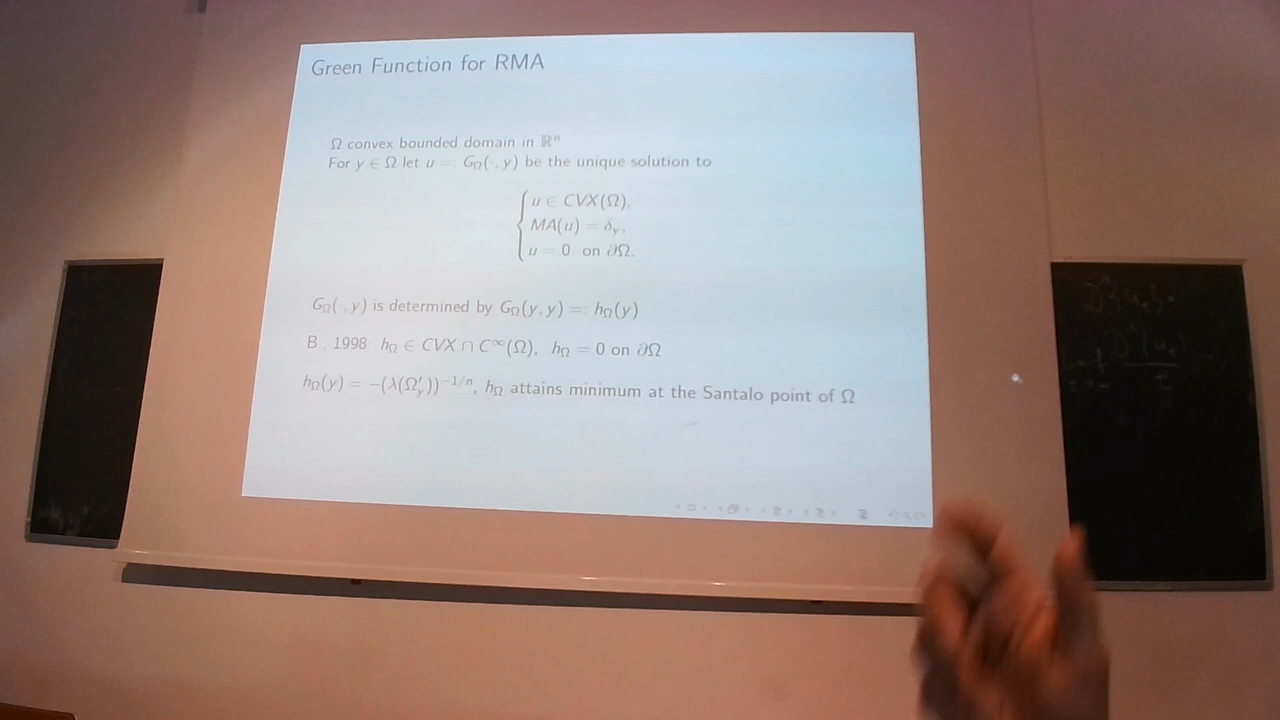 Green Function for RMA
Ω convex bounded domain in ℝⁿ
For y ∈ Ω let u =: G_Ω(·, y) be the unique solution to
u ∈ CVX(Ω),
MA(u) = δ_y,
u = 0 on ∂Ω.
G_Ω(·, y) is determined by G_Ω(y, y) =: h_Ω(y)
B., 1998 h_Ω ∈ CVX ∩ C^∞(Ω), h_Ω = 0 on ∂Ω
h_Ω(y) = −(λ(Ω′_y))^{−1/n}, h_Ω attains minimum at the Santalo point of Ω